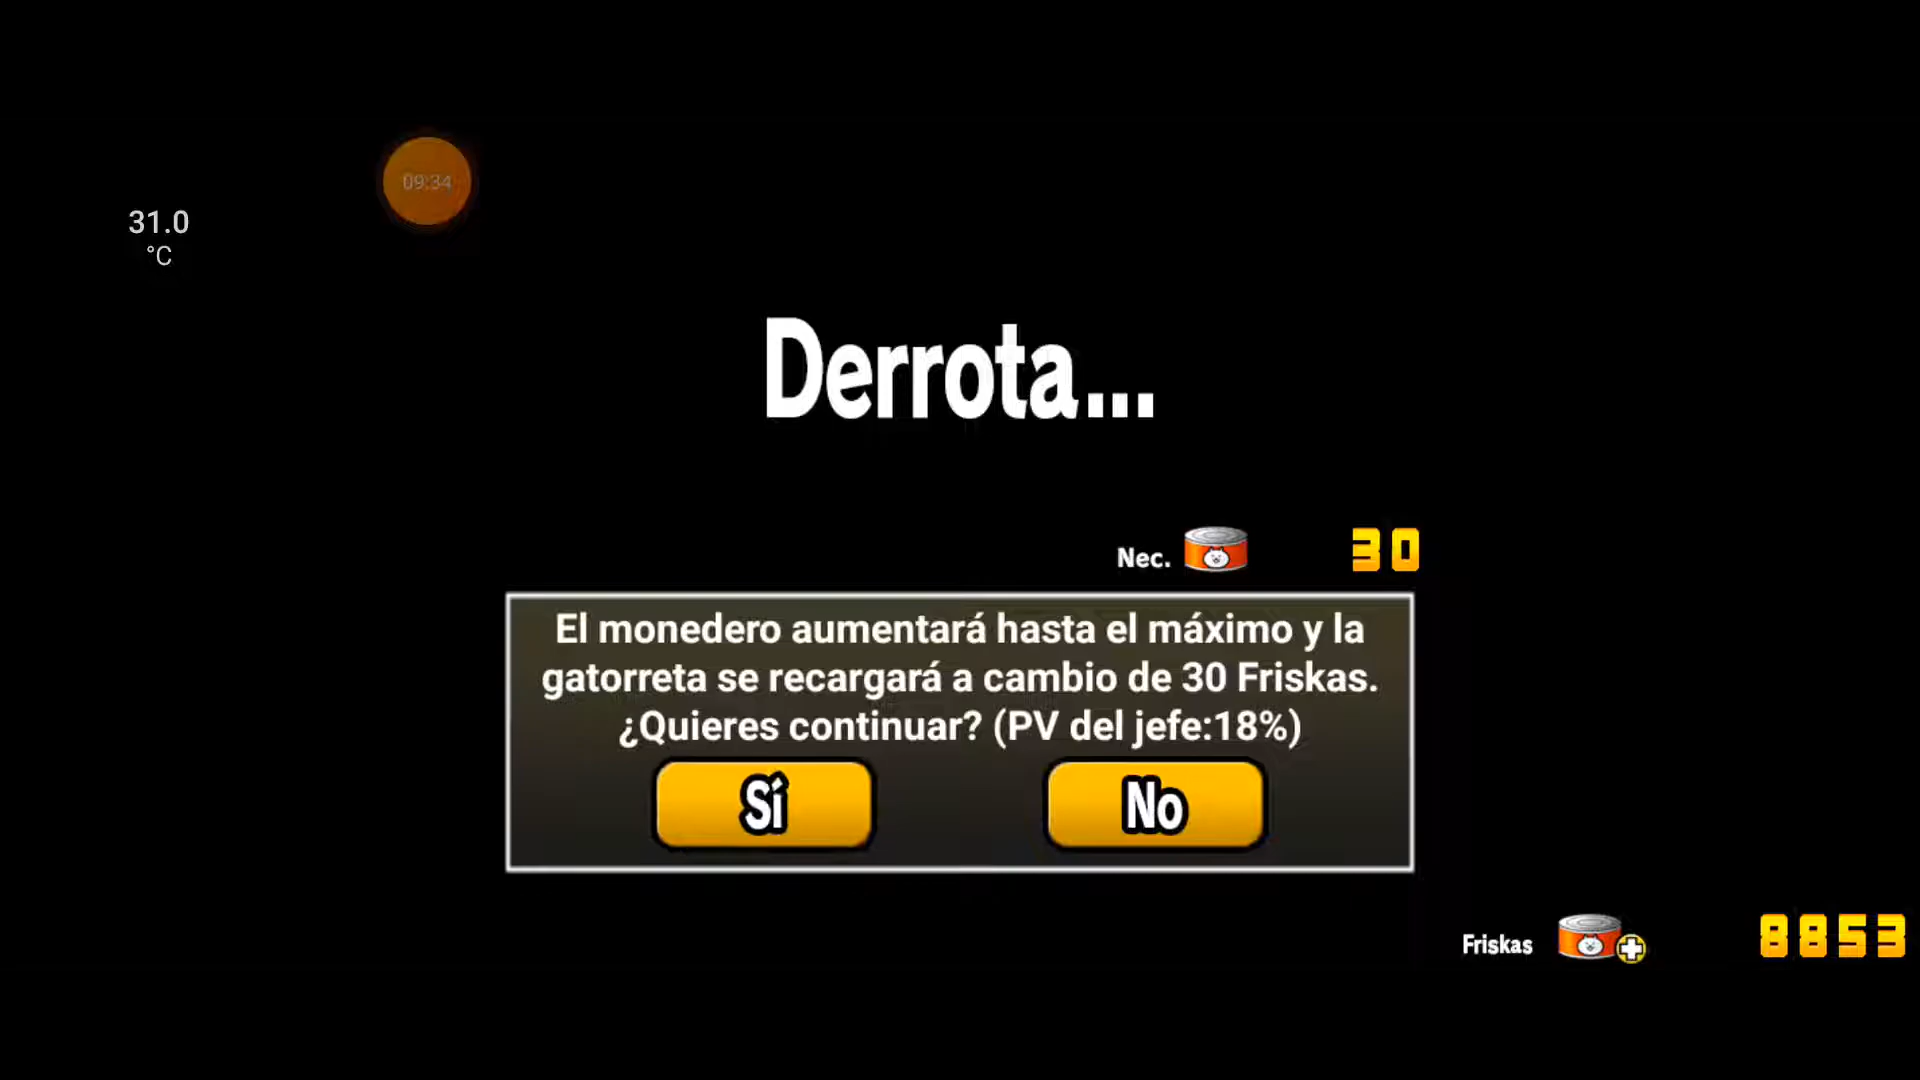 09:34
31.0
°C
Derrota...
Nec. 30
El monedero aumentará hasta el máximo y la
gatorreta se recargará a cambio de 30 Friskas.
¿Quieres continuar? (PV del jefe:18%)
Sí No
Friskas 8853